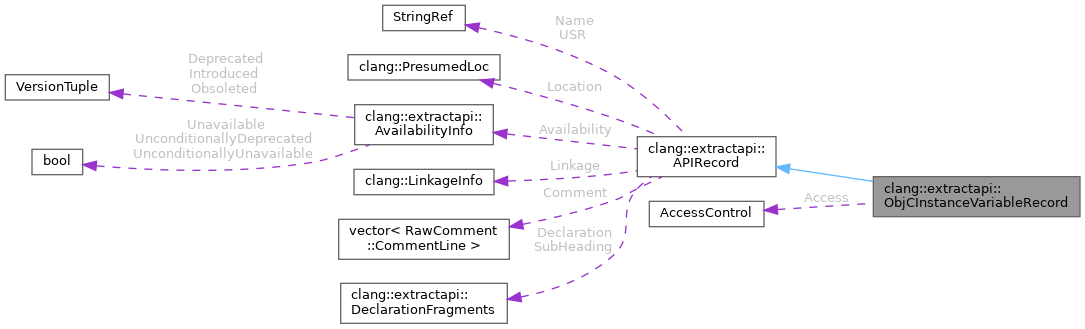 StringRef
Name
USR
clang::PresumedLoc
Deprecated
Introduced
Obsoleted
Location
VersionTuple
clang::extractapi::
AvailabilityInfo
Unavailable
UnconditionallyDeprecated
UnconditionallyUnavailable
Availability
bool
clang::extractapi::
APIRecord
clang::LinkageInfo
Linkage
clang::extractapi::
ObjCInstanceVariableRecord
Comment
Access
AccessControl
vector< RawComment
::CommentLine >
Declaration
SubHeading
clang::extractapi::
DeclarationFragments